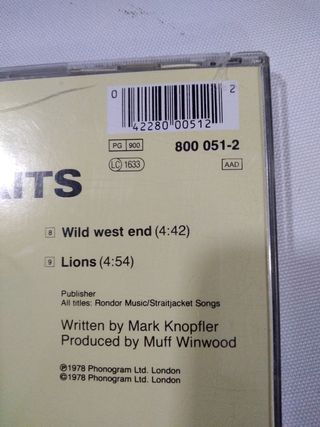 0 42280 00512 2
PG 900 800 051-2
LC 1633 AAD
AITS
8 Wild west end (4:42)
9 Lions (4:54)
Publisher
All titles: Rondor Music/Straitjacket Songs
Written by Mark Knopfler
Produced by Muff Winwood
℗1978 Phonogram Ltd. London
©1978 Phonogram Ltd. London